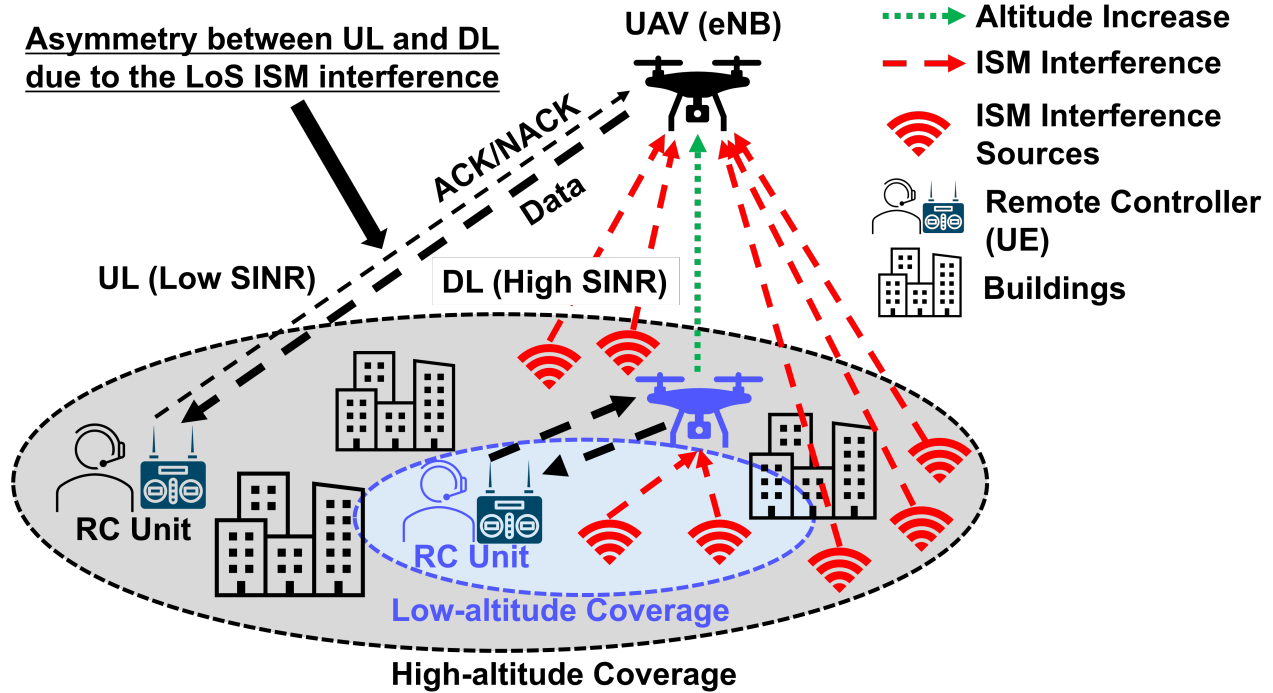 Asymmetry between UL and DL
due to the LoS ISM interference
UAV (eNB)
Altitude Increase
ISM Interference
ISM Interference
Sources
Remote Controller
(UE)
Buildings
ACK/NACK
Data
UL (Low SINR)
DL (High SINR)
RC Unit
RC Unit
Low-altitude Coverage
High-altitude Coverage